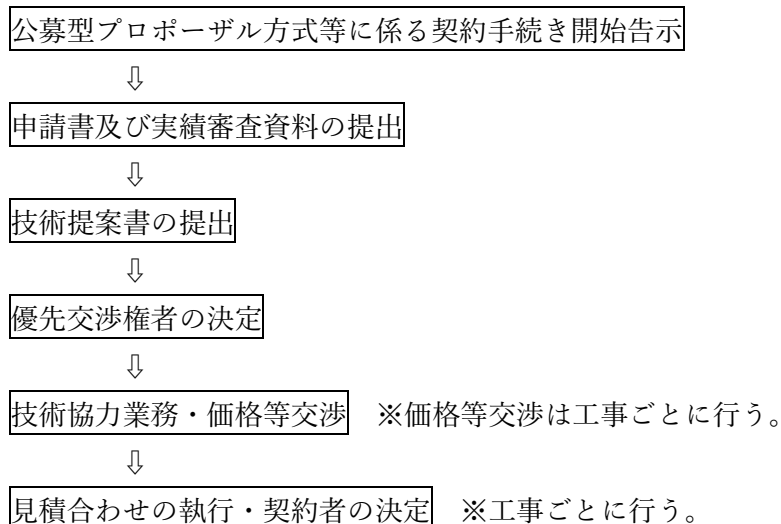 公募型プロポーザル方式等に係る契約手続き開始告示
⇩
申請書及び実績審査資料の提出
⇩
技術提案書の提出
⇩
優先交渉権者の決定
⇩
技術協力業務・価格等交渉　※価格等交渉は工事ごとに行う。
⇩
見積合わせの執行・契約者の決定　※工事ごとに行う。